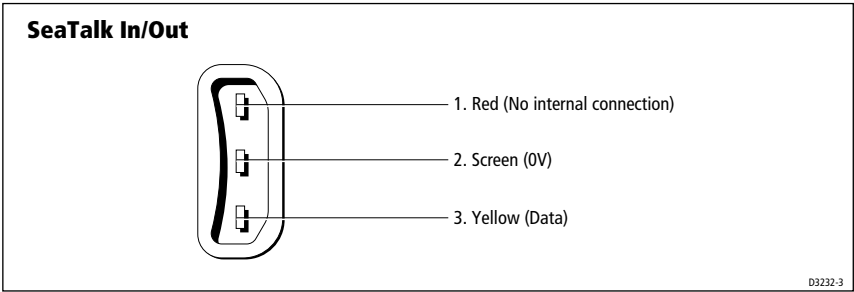 SeaTalk In/Out
1. Red (No internal connection)
2. Screen (0V)
3. Yellow (Data)
D3232-3